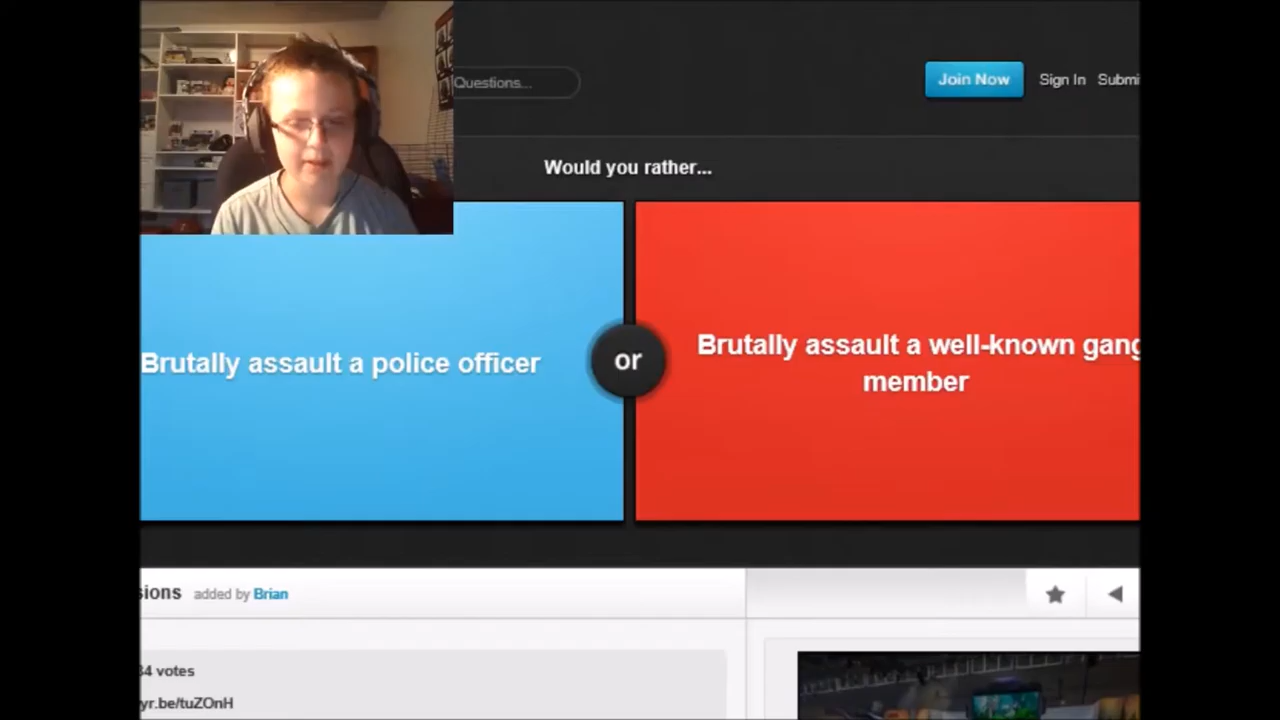 Questions...
Join Now
Sign In
Submi
Would you rather...
Brutally assault a police officer
or
Brutally assault a well-known gang
member
sions added by Brian
34 votes
yr.be/tuZOnH